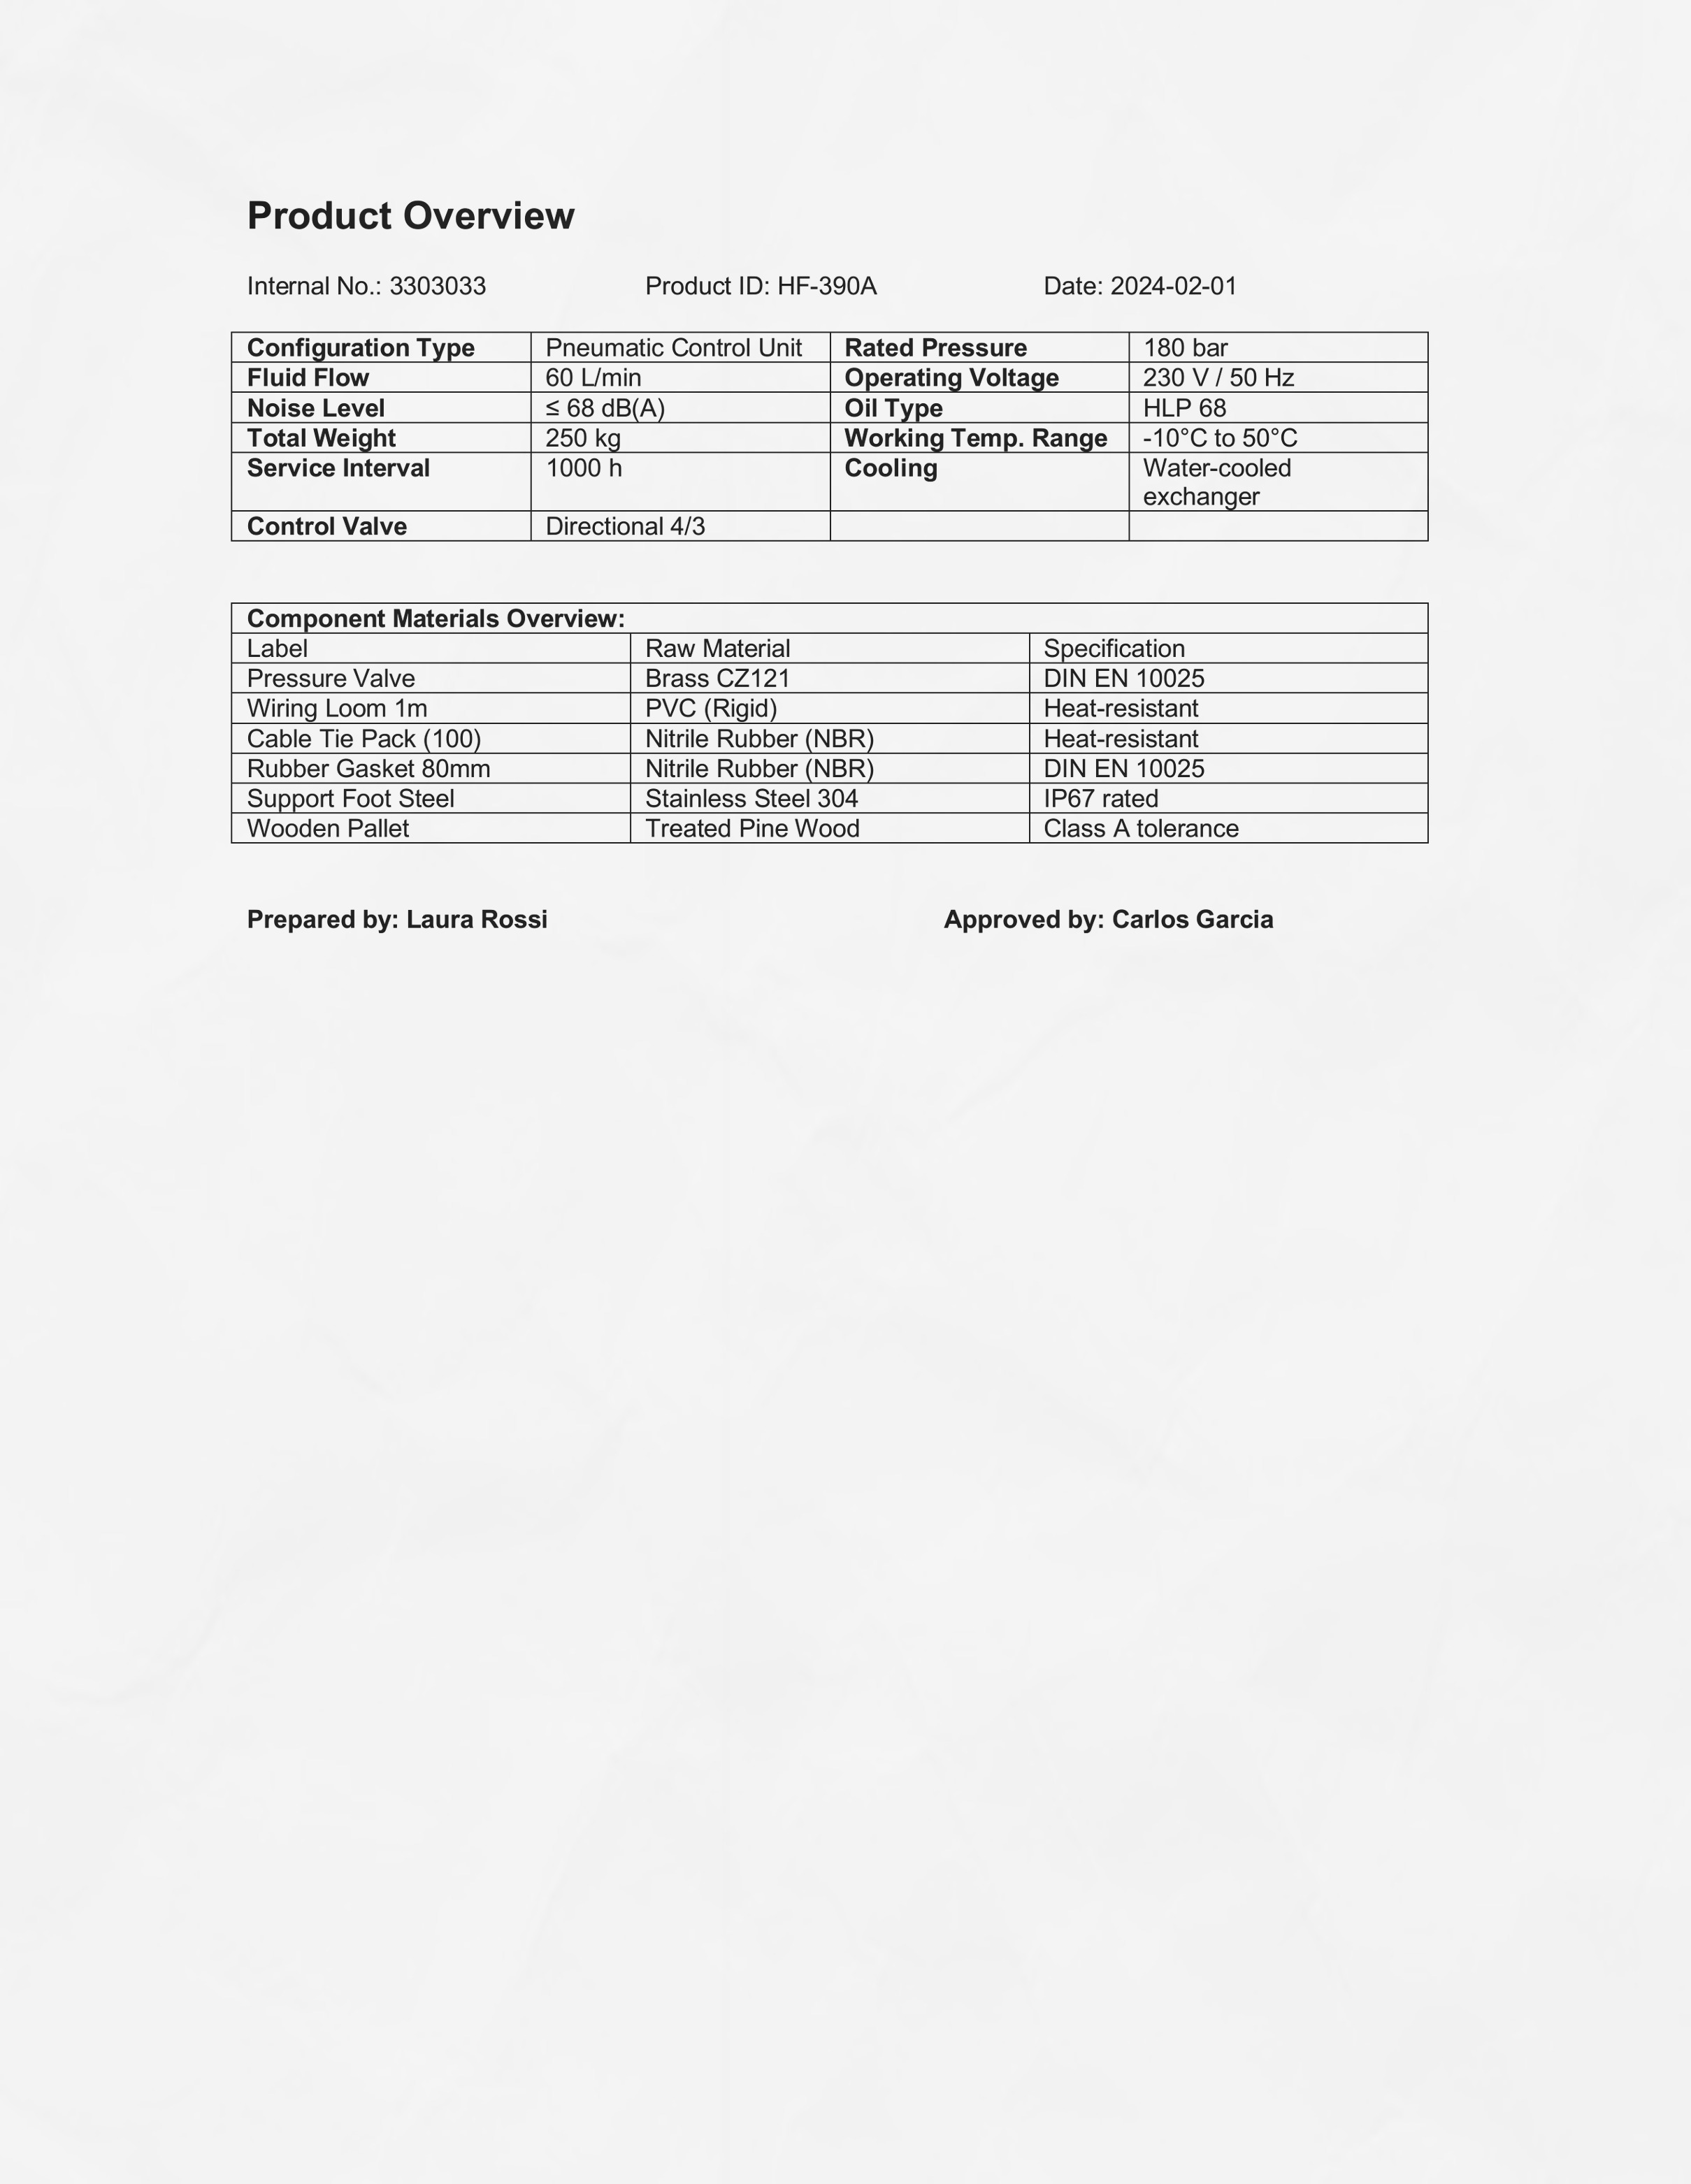 Product Overview
Internal No.: 3303033 Product ID: HF-390A Date: 2024-02-01
Configuration Type Pneumatic Control Unit Rated Pressure 180 bar
Fluid Flow 60 L/min Operating Voltage 230 V / 50 Hz
Noise Level ≤ 68 dB(A) Oil Type HLP 68
Total Weight 250 kg Working Temp. Range -10°C to 50°C
Service Interval 1000 h Cooling Water-cooled
exchanger
Control Valve Directional 4/3
Component Materials Overview:
Label Raw Material Specification
Pressure Valve Brass CZ121 DIN EN 10025
Wiring Loom 1m PVC (Rigid) Heat-resistant
Cable Tie Pack (100) Nitrile Rubber (NBR) Heat-resistant
Rubber Gasket 80mm Nitrile Rubber (NBR) DIN EN 10025
Support Foot Steel Stainless Steel 304 IP67 rated
Wooden Pallet Treated Pine Wood Class A tolerance
Prepared by: Laura Rossi Approved by: Carlos Garcia